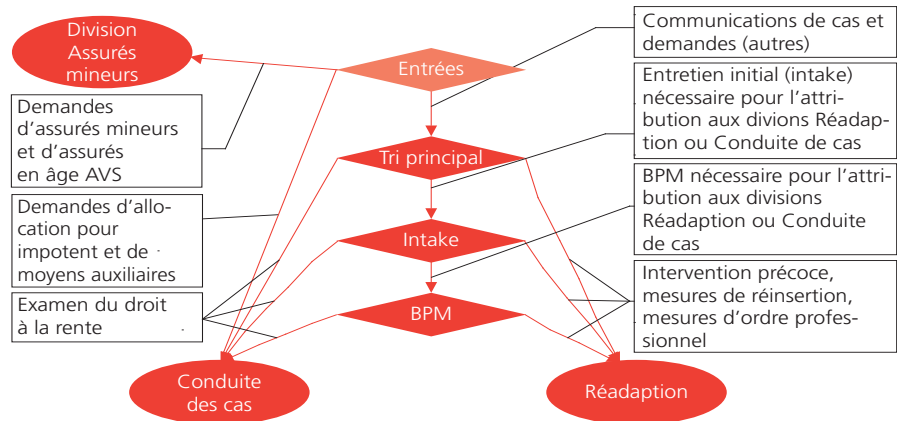 Division
Assurés
mineurs
Entrées
Communications de cas et
demandes (autres)
Demandes
d'assurés mineurs
et d'assurés
en âge AVS
Tri principal
Entretien initial (intake)
nécessaire pour l'attri-
bution aux divions Réadap-
tion ou Conduite de cas
Demandes d'allo-
cation pour
impotent et de
moyens auxiliaires
Intake
BPM nécessaire pour l'attri-
bution aux divisions
Réadaption ou Conduite
de cas
Examen du droit
à la rente
BPM
Intervention précoce,
mesures de réinsertion,
mesures d'ordre profes-
sionnel
Conduite
des cas
Réadaption